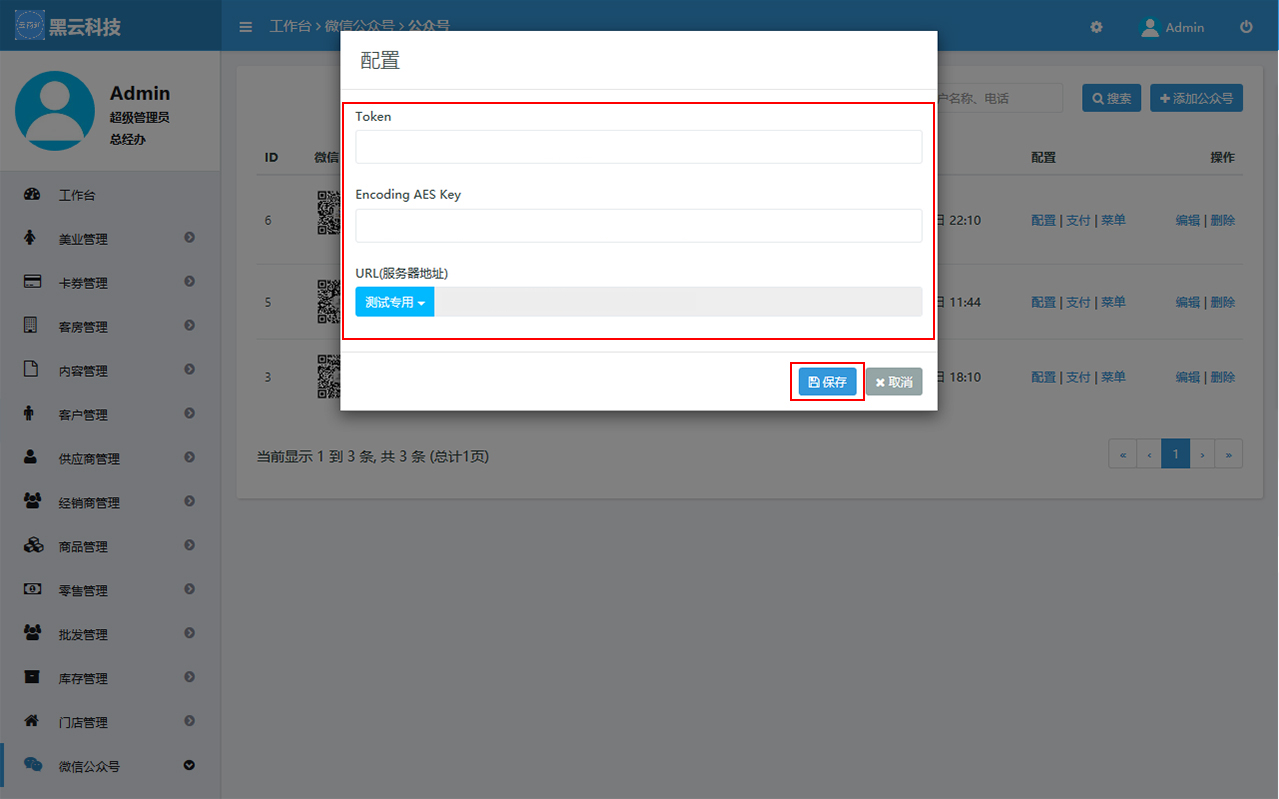 黑云科技
工作台 › 微信公众号 › 公众号
Admin
Admin
超级管理员
总经办
工作台
美业管理
卡券管理
客房管理
内容管理
客户管理
供应商管理
经销商管理
商品管理
零售管理
批发管理
库存管理
门店管理
微信公众号
配置
Token
Encoding AES Key
URL(服务器地址)
测试专用
保存
取消
户名称、电话
搜索
添加公众号
ID 微信 配置 操作
6 日 22:10 配置 | 支付 | 菜单 编辑 | 删除
5 日 11:44 配置 | 支付 | 菜单 编辑 | 删除
3 日 18:10 配置 | 支付 | 菜单 编辑 | 删除
当前显示 1 到 3 条, 共 3 条 (总计1页)
« ‹ 1 › »